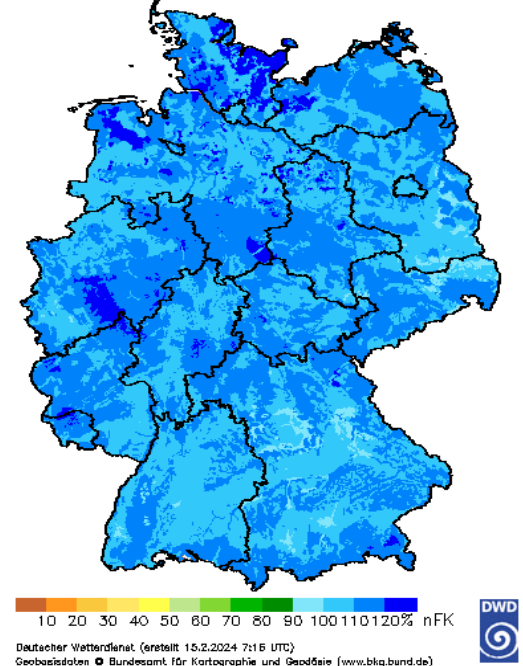 10 20 30 40 50 60 70 80 90 100 110 120% nFK
DWD
Deutscher Wetterdienst (erstellt 15.2.2024 7:16 UTC)
Geobasisdaten © Bundesamt für Kartographie und Geodäsie (www.bkg.bund.de)